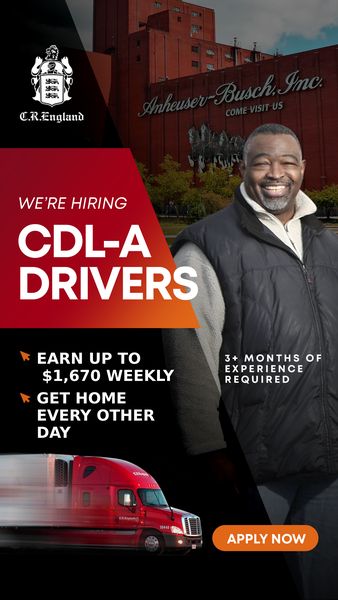 C.R.England
Anheuser-Busch, Inc.
COME VISIT US
WE'RE HIRING
CDL-A
DRIVERS
EARN UP TO
$1,670 WEEKLY
GET HOME
EVERY OTHER
DAY
3+ MONTHS OF
EXPERIENCE
REQUIRED
APPLY NOW